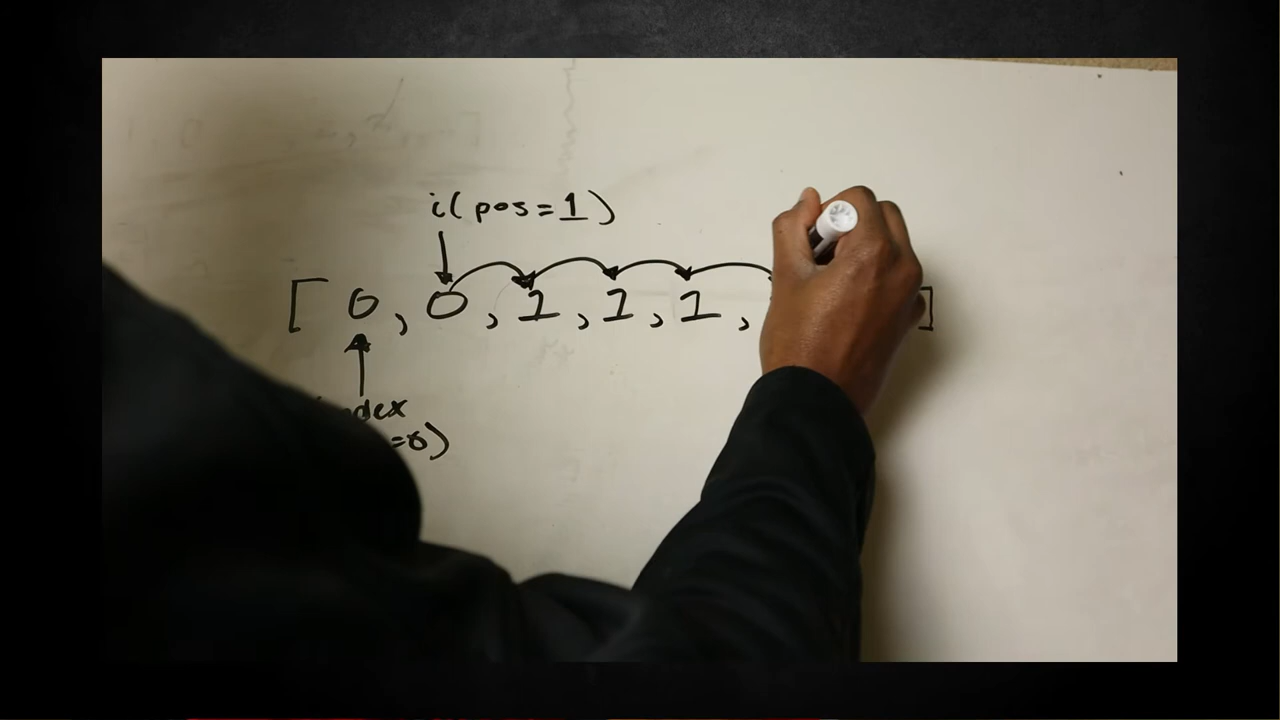 i( pos = 1 )
[ 0 , 0 , 1 , 1 , 1 , ]
=0)